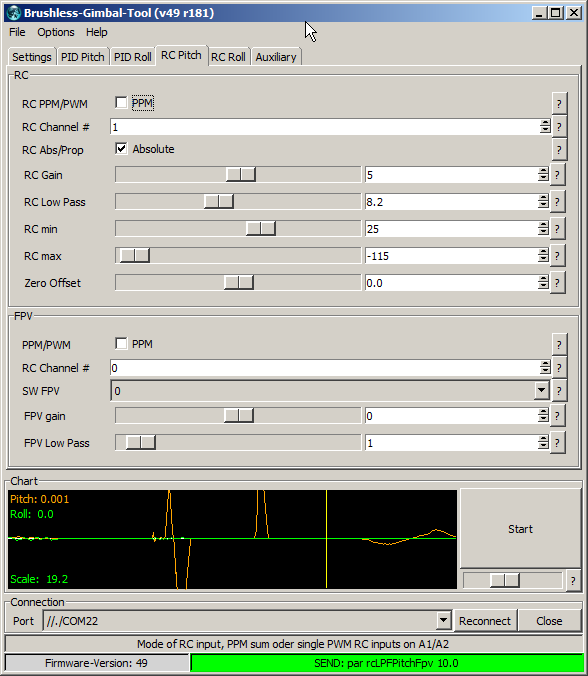 Brushless-Gimbal-Tool (v49 r181)
File Options Help
Settings PID Pitch PID Roll RC Pitch RC Roll Auxiliary
RC
RC PPM/PWM PPM ?
RC Channel # 1 ?
RC Abs/Prop Absolute ?
RC Gain 5 ?
RC Low Pass 8.2 ?
RC min 25 ?
RC max -115 ?
Zero Offset 0.0 ?
FPV
PPM/PWM PPM ?
RC Channel # 0 ?
SW FPV 0 ?
FPV gain 0 ?
FPV Low Pass 1 ?
Chart
Pitch: 0.001
Roll: 0.0
Scale: 19.2
Start
?
Connection
Port //./COM22 Reconnect Close
Mode of RC input, PPM sum oder single PWM RC inputs on A1/A2
Firmware-Version: 49 SEND: par rcLPFPitchFpv 10.0